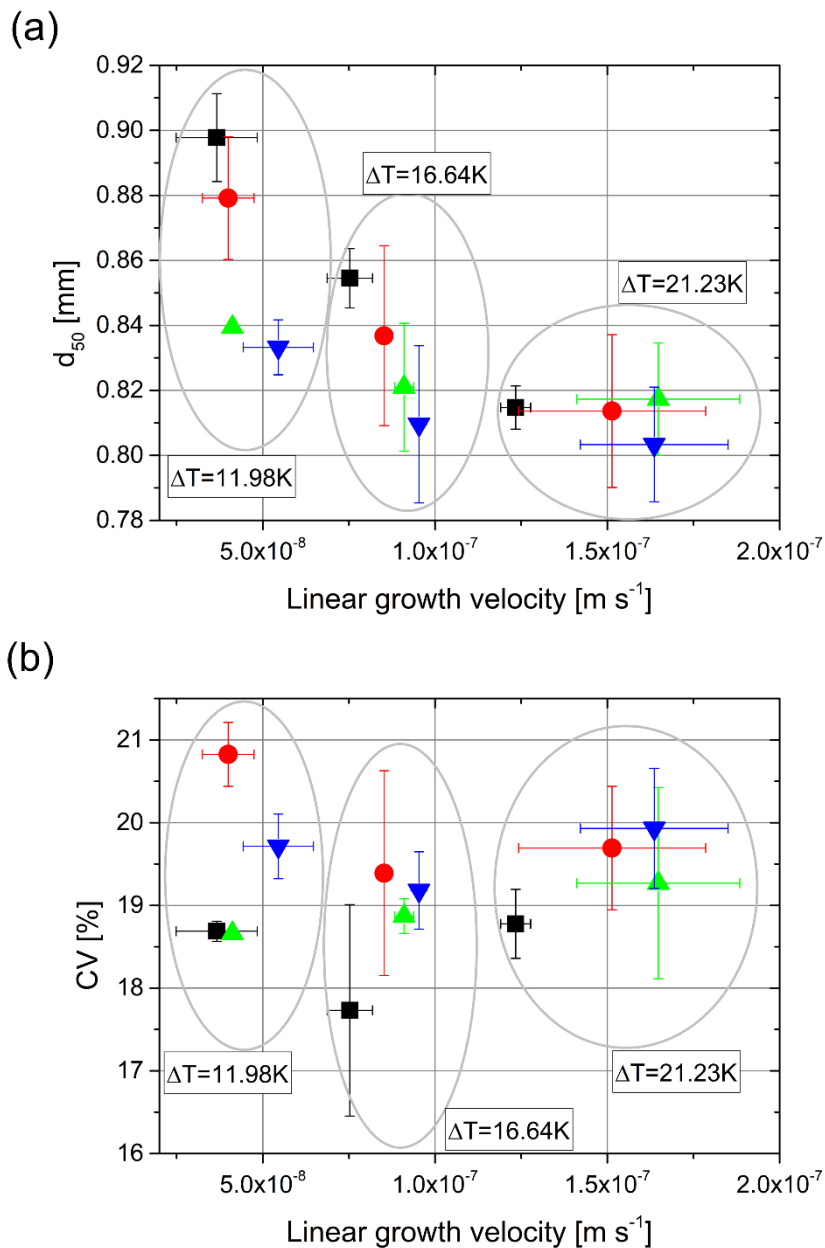 (a)
0.92
0.90
0.88
0.86
0.84
0.82
0.80
0.78
d₅₀ [mm]
ΔT=16.64K
ΔT=21.23K
ΔT=11.98K
5.0x10⁻⁸
1.0x10⁻⁷
1.5x10⁻⁷
2.0x10⁻⁷
Linear growth velocity [m s⁻¹]
(b)
21
20
19
18
17
16
CV [%]
ΔT=11.98K
ΔT=21.23K
ΔT=16.64K
5.0x10⁻⁸
1.0x10⁻⁷
1.5x10⁻⁷
2.0x10⁻⁷
Linear growth velocity [m s⁻¹]